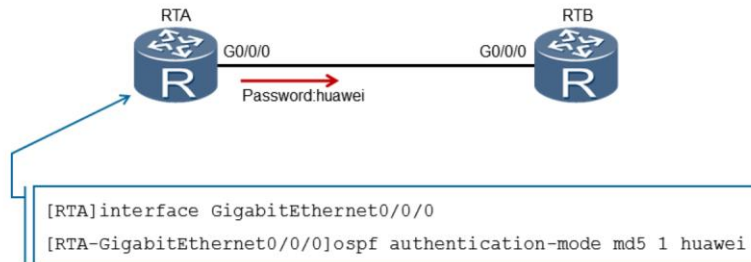 RTA
RTB
G0/0/0
G0/0/0
R
R
Password:huawei
[RTA]interface GigabitEthernet0/0/0
[RTA-GigabitEthernet0/0/0]ospf authentication-mode md5 1 huawei